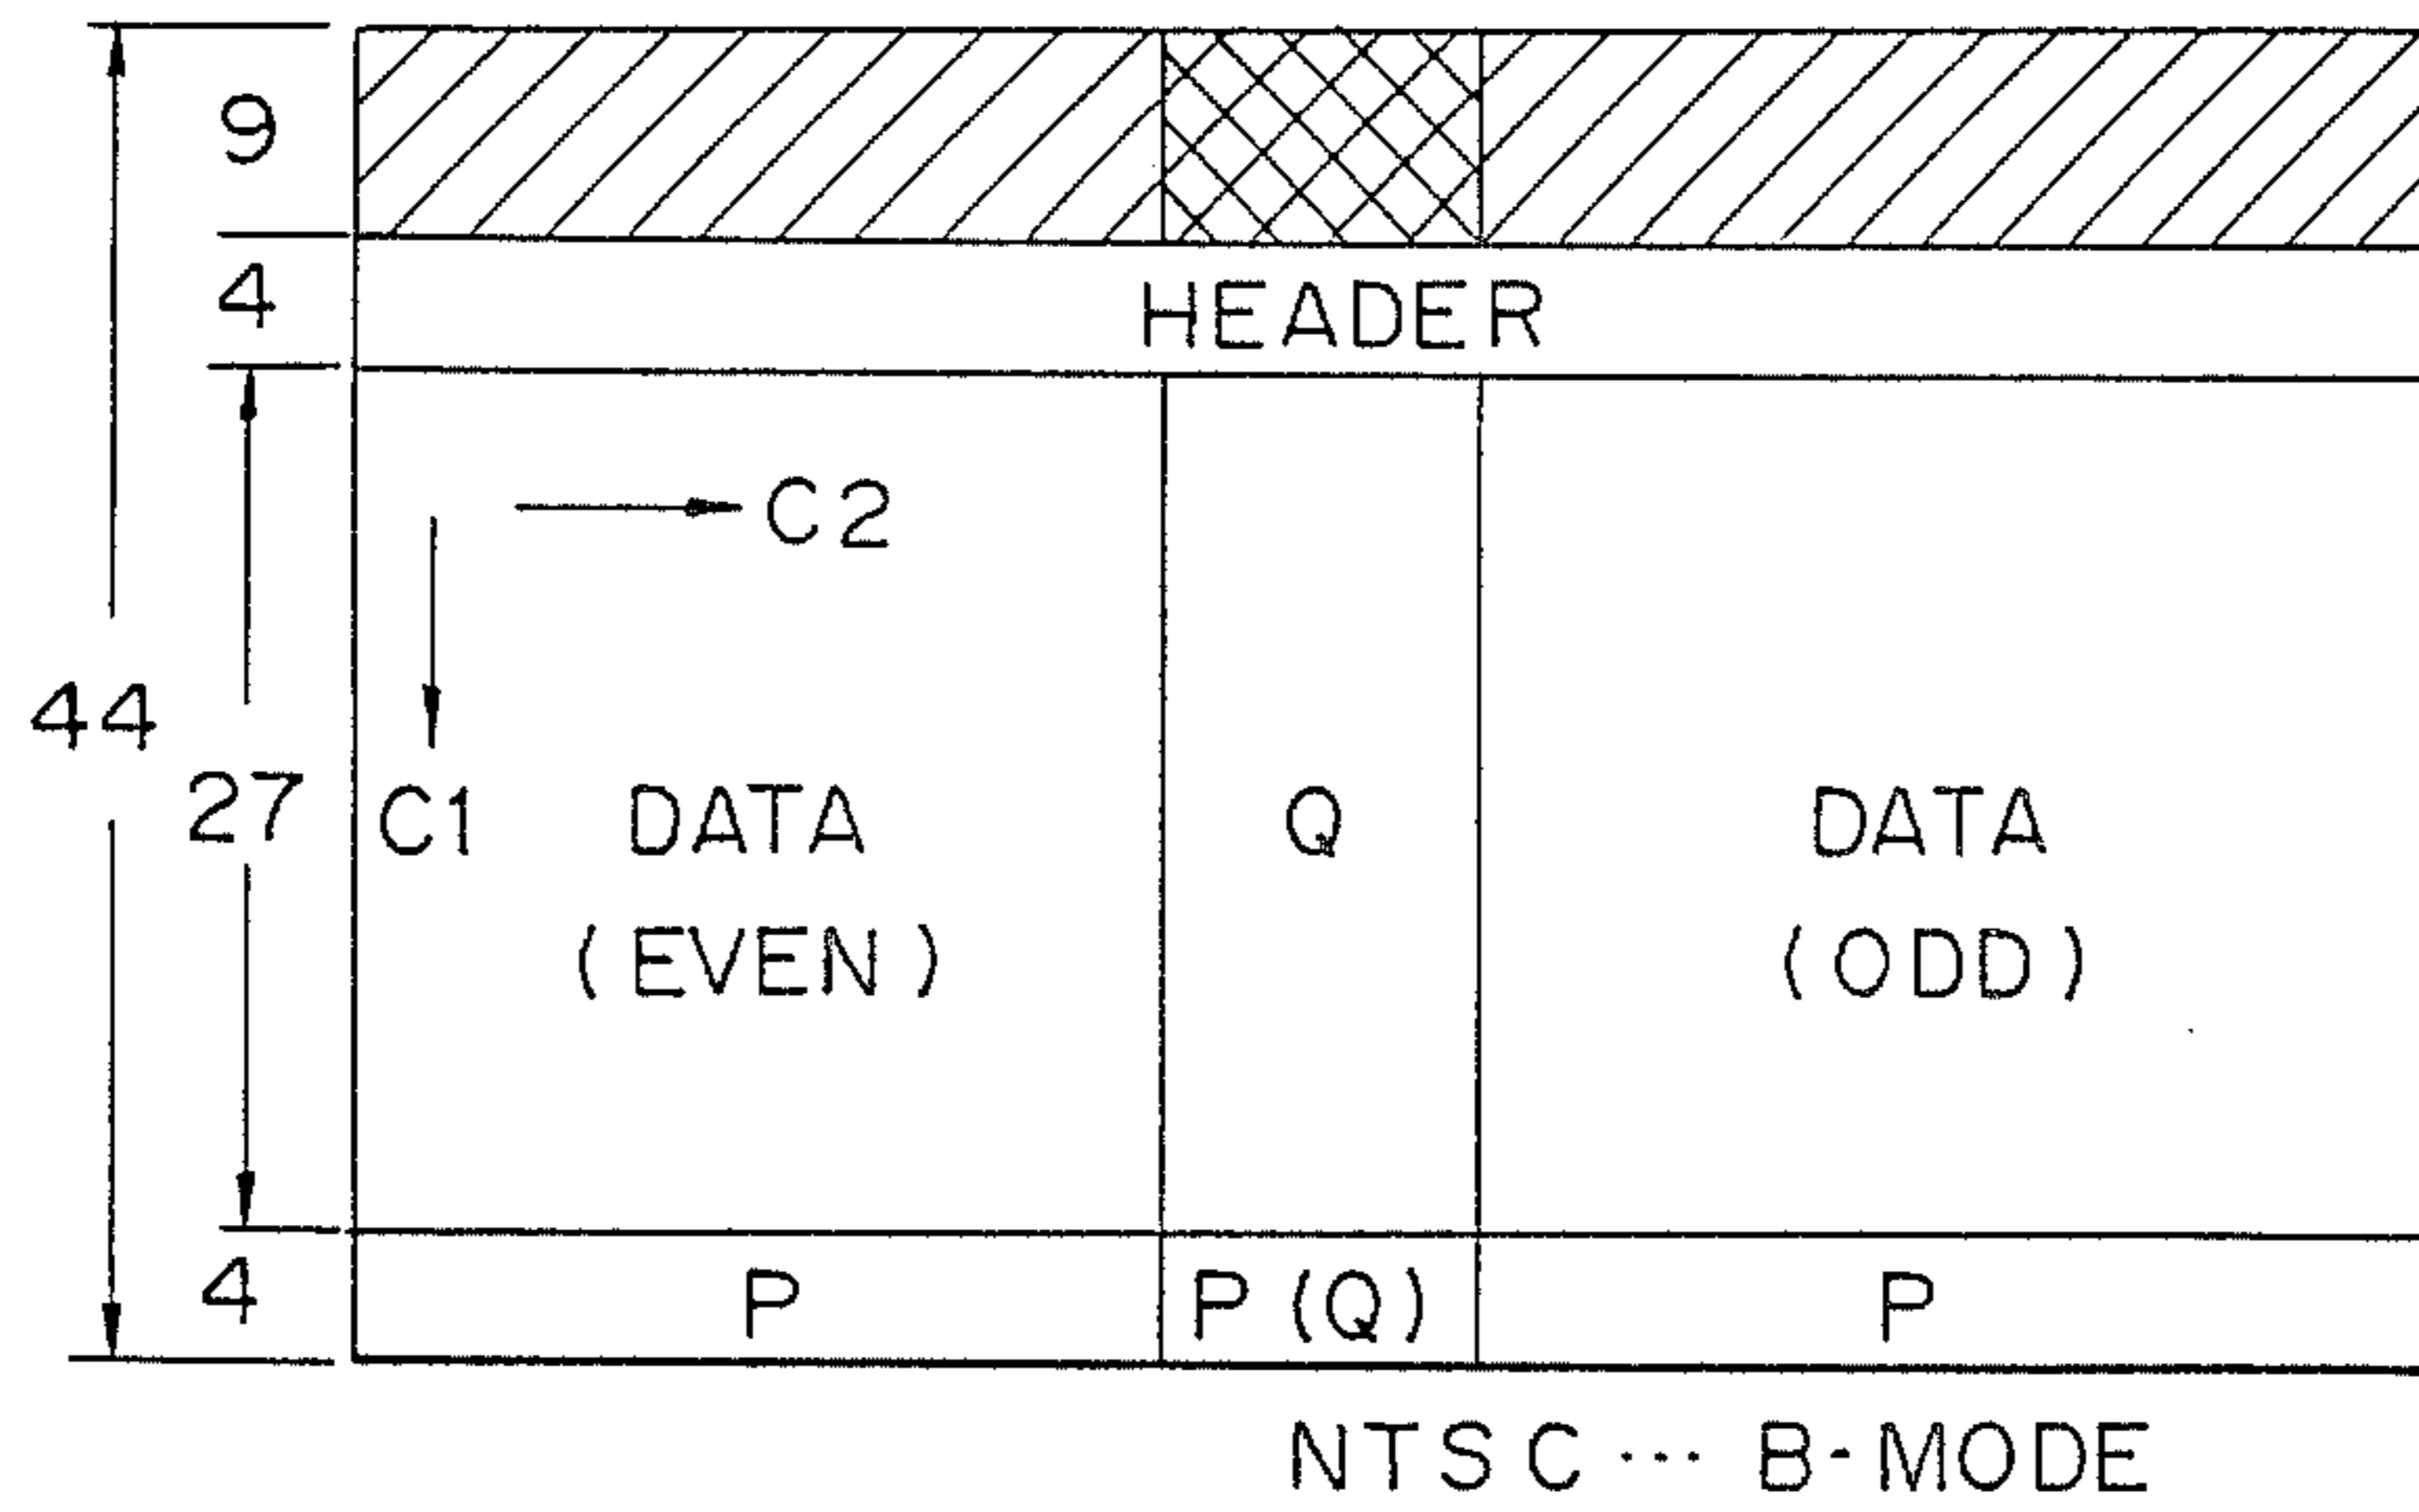 9
4
HEADER
C2
44
27
C1 DATA Q DATA
(EVEN) (ODD)
4
P P(Q) P
NTSC ··· B-MODE